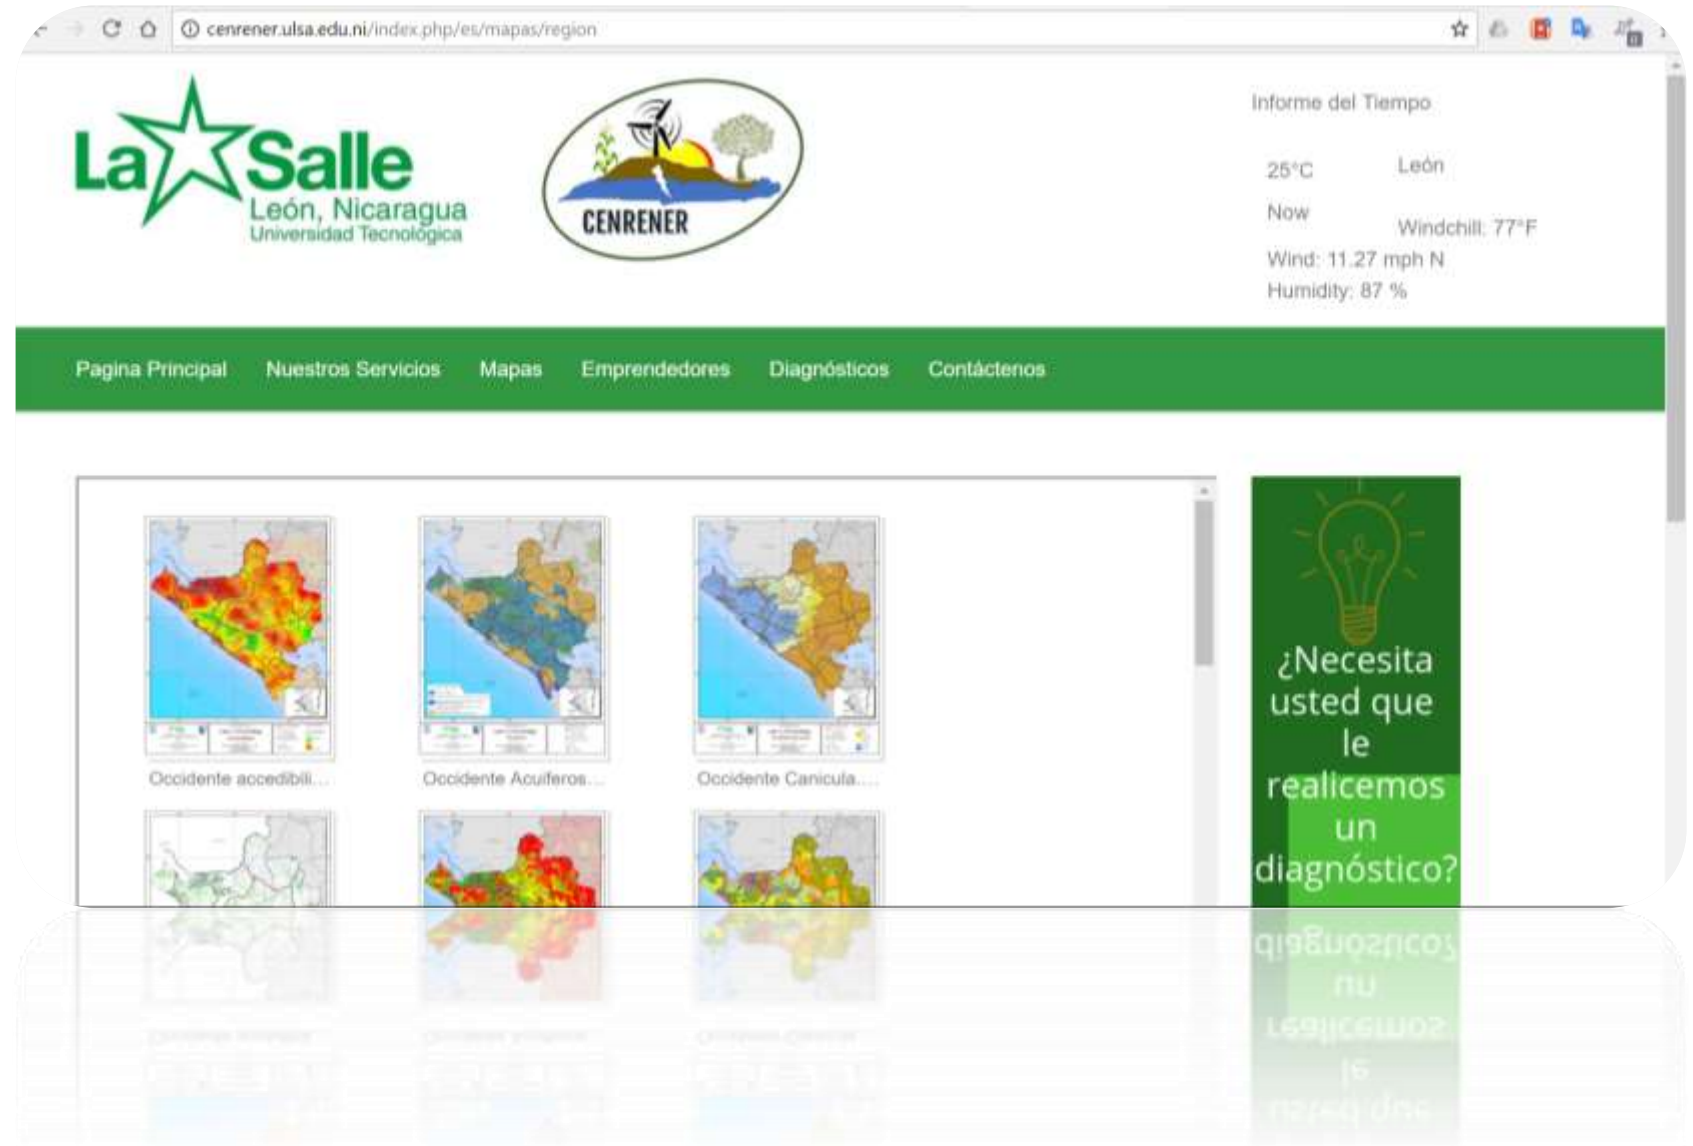 cenrener.ulsa.edu.ni/index.php/es/mapas/region
La Salle
León, Nicaragua
Universidad Tecnológica
CENRENER
Informe del Tiempo
25°C León
Now
Windchill: 77°F
Wind: 11.27 mph N
Humidity: 87 %
Pagina Principal Nuestros Servicios Mapas Emprendedores Diagnósticos Contáctenos
Occidente accedibili...
Occidente Acuiferos...
Occidente Canicula....
¿Necesita
usted que
le
realicemos
un
diagnóstico?